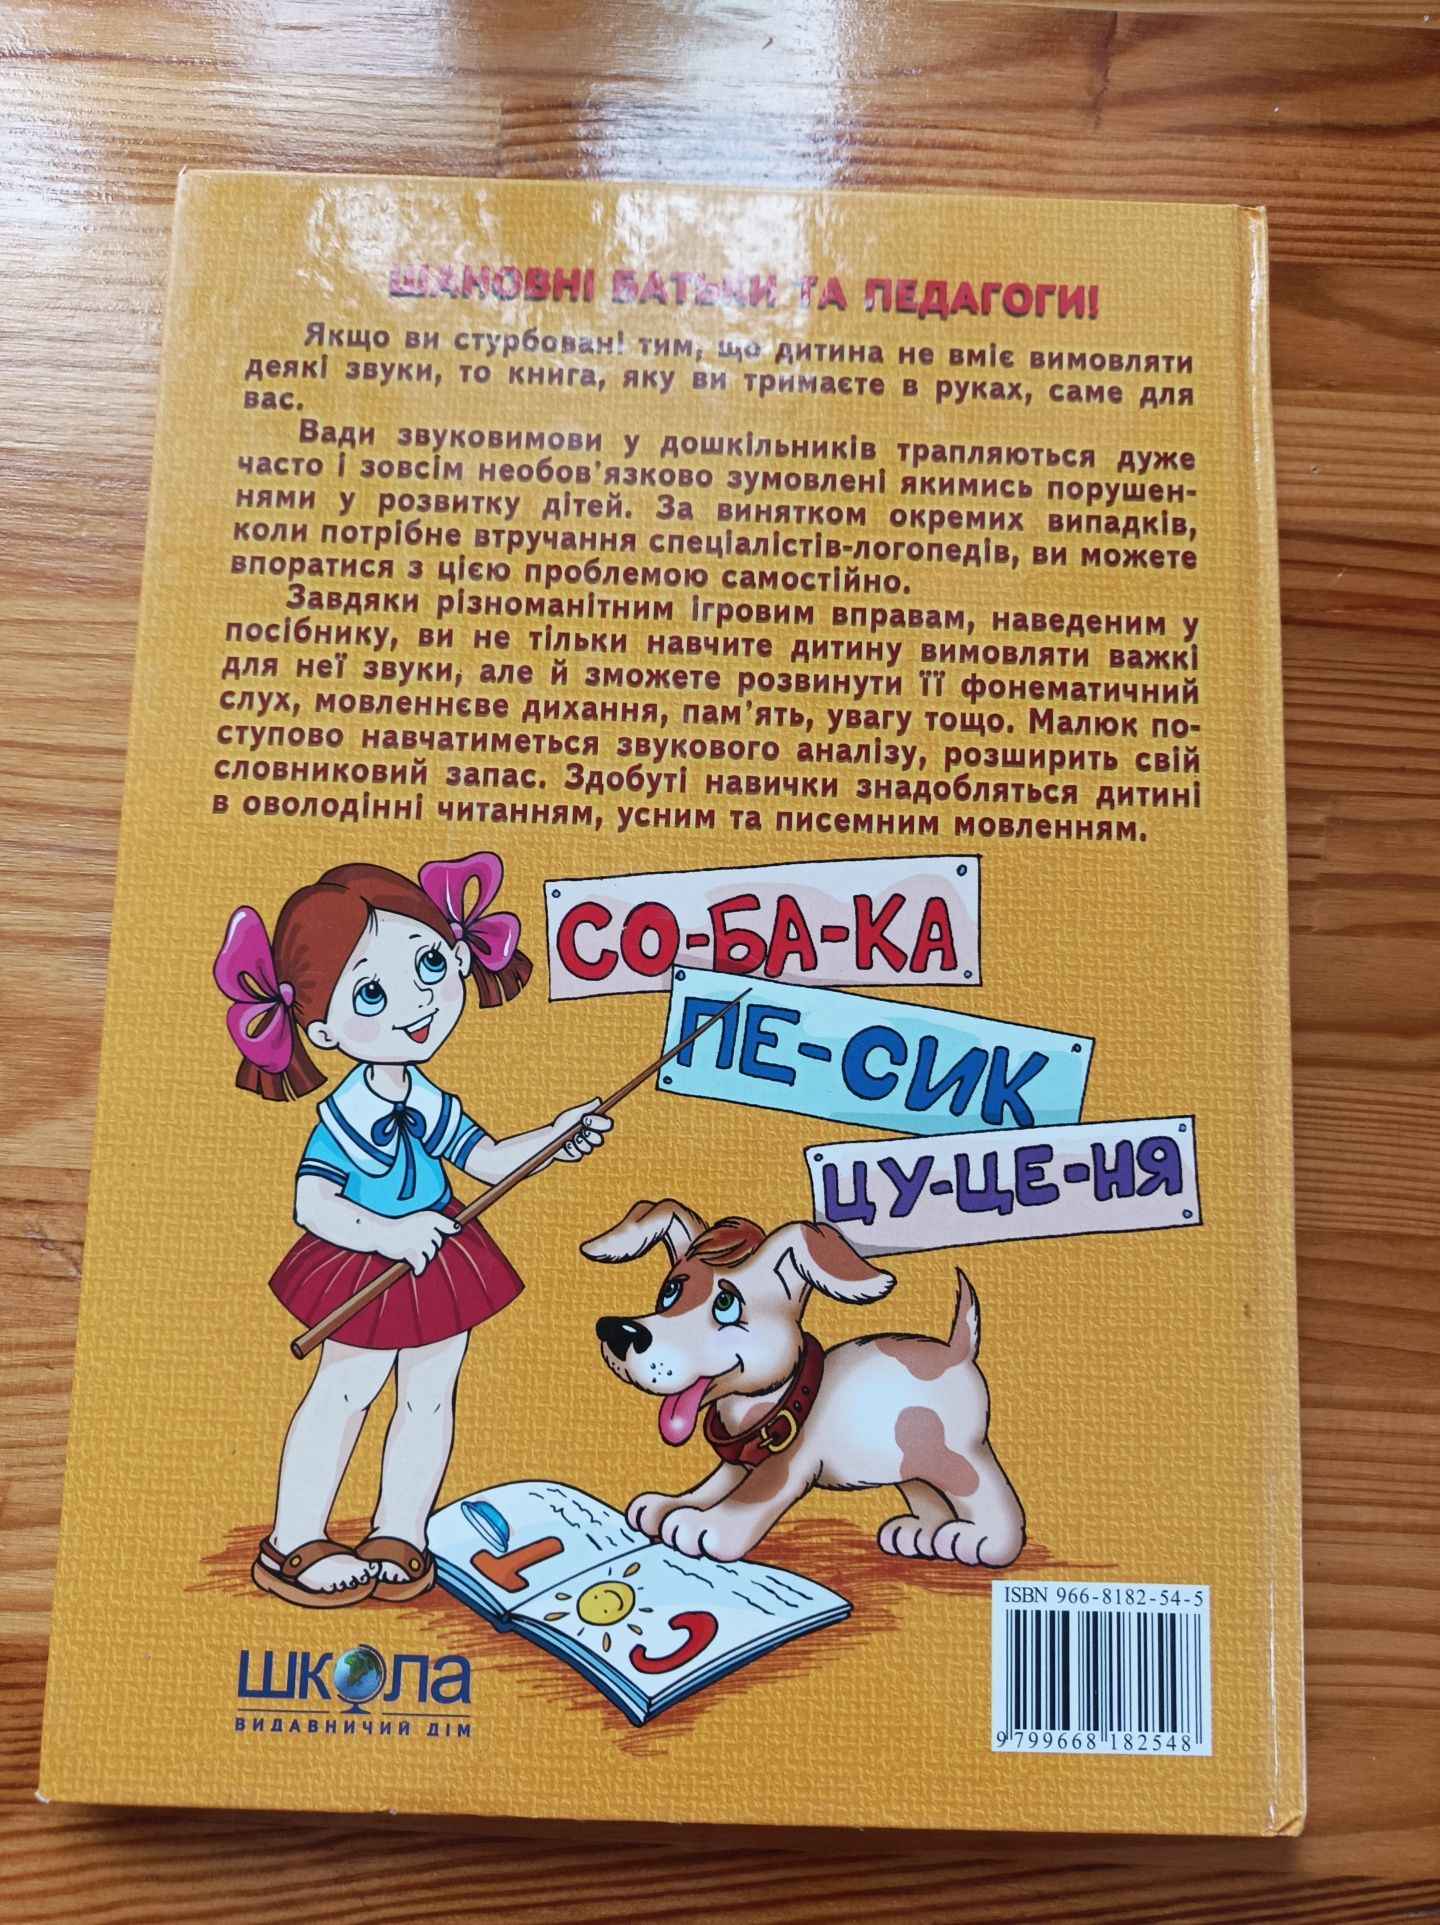 ШАНОВНІ БАТЬКИ ТА ПЕДАГОГИ!
Якщо ви стурбовані тим, що дитина не вміє вимовляти
деякі звуки, то книга, яку ви тримаєте в руках, саме для
вас.
Вади звуковимови у дошкільників трапляються дуже
часто і зовсім необов'язково зумовлені якимись порушен-
нями у розвитку дітей. За винятком окремих випадків,
коли потрібне втручання спеціалістів-логопедів, ви можете
впоратися з цією проблемою самостійно.
Завдяки різноманітним ігровим вправам, наведеним у
посібнику, ви не тільки навчите дитину вимовляти важкі
для неї звуки, але й зможете розвинути її фонематичний
слух, мовленнєве дихання, пам'ять, увагу тощо. Малюк по-
ступово навчатиметься звукового аналізу, розширить свій
словниковий запас. Здобуті навички знадобляться дитині
в оволодінні читанням, усним та писемним мовленням.
СО-БА-КА
ПЕ-СИК
ЦУ-ЦЕ-НЯ
Т
С
ISBN 966-8182-54-5
9 799668 182548
ШКОЛА
ВИДАВНИЧИЙ ДІМ